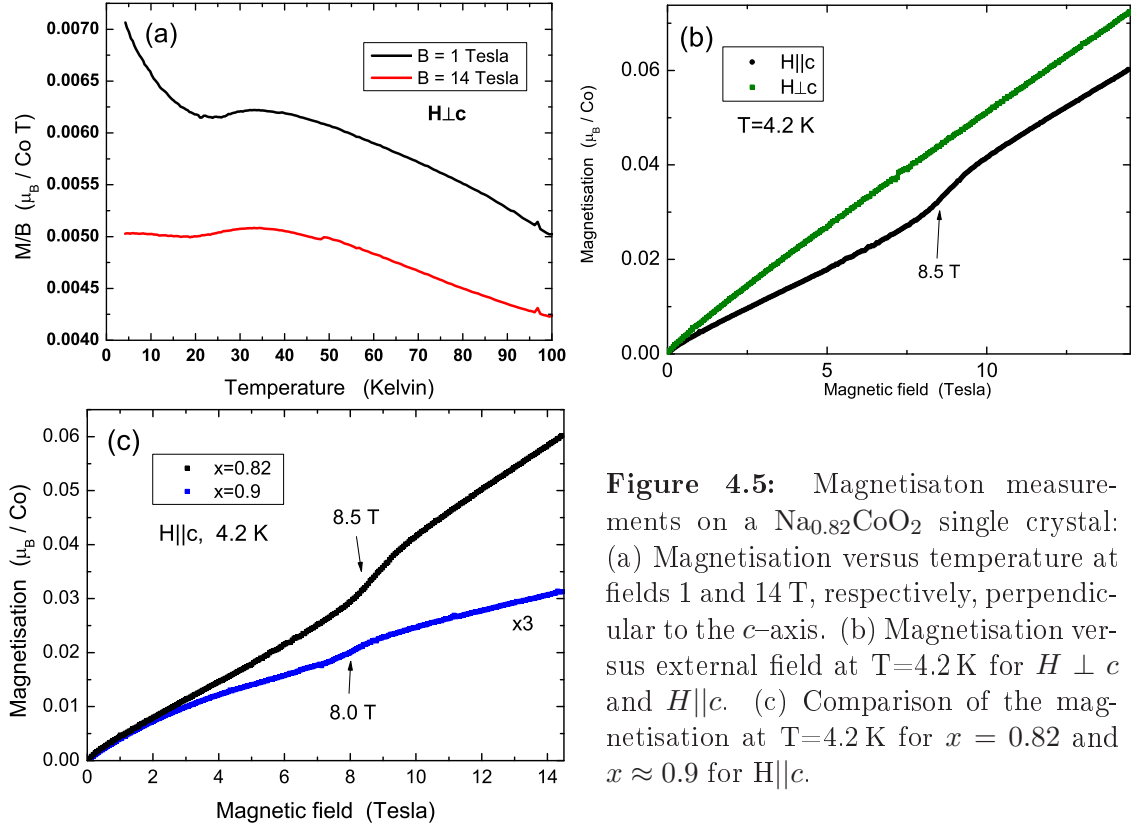 (a)
B = 1 Tesla
B = 14 Tesla
H⊥c
M/B (μB / Co T)
0.0070
0.0065
0.0060
0.0055
0.0050
0.0045
0.0040
0 10 20 30 40 50 60 70 80 90 100
Temperature (Kelvin)
(b)
H||c
H⊥c
T=4.2 K
8.5 T
Magnetisation (μB / Co)
0.06
0.04
0.02
0.00
5 10
Magnetic field (Tesla)
(c)
x=0.82
x=0.9
H||c, 4.2 K
8.5 T
8.0 T
x3
Magnetisation (μB / Co)
0.06
0.05
0.04
0.03
0.02
0.01
0.00
0 2 4 6 8 10 12 14
Magnetic field (Tesla)
Figure 4.5: Magnetisaton measure-
ments on a Na0.82CoO2 single crystal:
(a) Magnetisation versus temperature at
fields 1 and 14 T, respectively, perpendic-
ular to the c–axis. (b) Magnetisation ver-
sus external field at T=4.2 K for H ⊥ c
and H||c. (c) Comparison of the mag-
netisation at T=4.2 K for x = 0.82 and
x ≈ 0.9 for H||c.